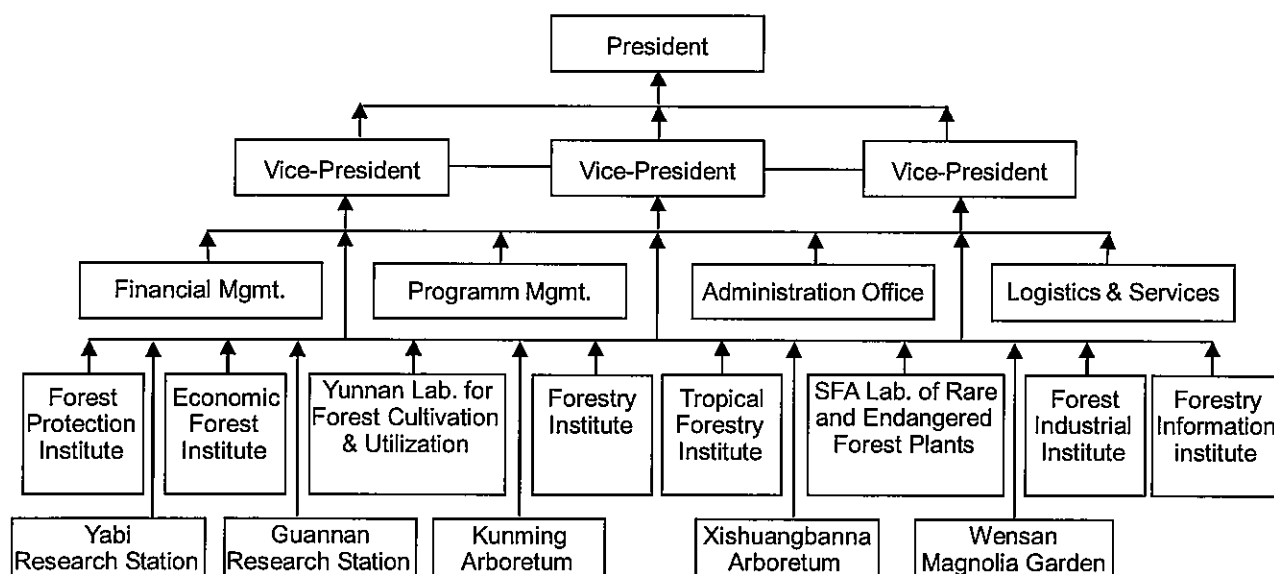 President
Vice-President
Vice-President
Vice-President
Financial Mgmt.
Programm Mgmt.
Administration Office
Logistics & Services
Forest
Protection
Institute
Economic
Forest
Institute
Yunnan Lab. for
Forest Cultivation
& Utilization
Forestry
Institute
Tropical
Forestry
Institute
SFA Lab. of Rare
and Endangered
Forest Plants
Forest
Industrial
Institute
Forestry
Information
institute
Yabi
Research Station
Guannan
Research Station
Kunming
Arboretum
Xishuangbanna
Arboretum
Wensan
Magnolia Garden